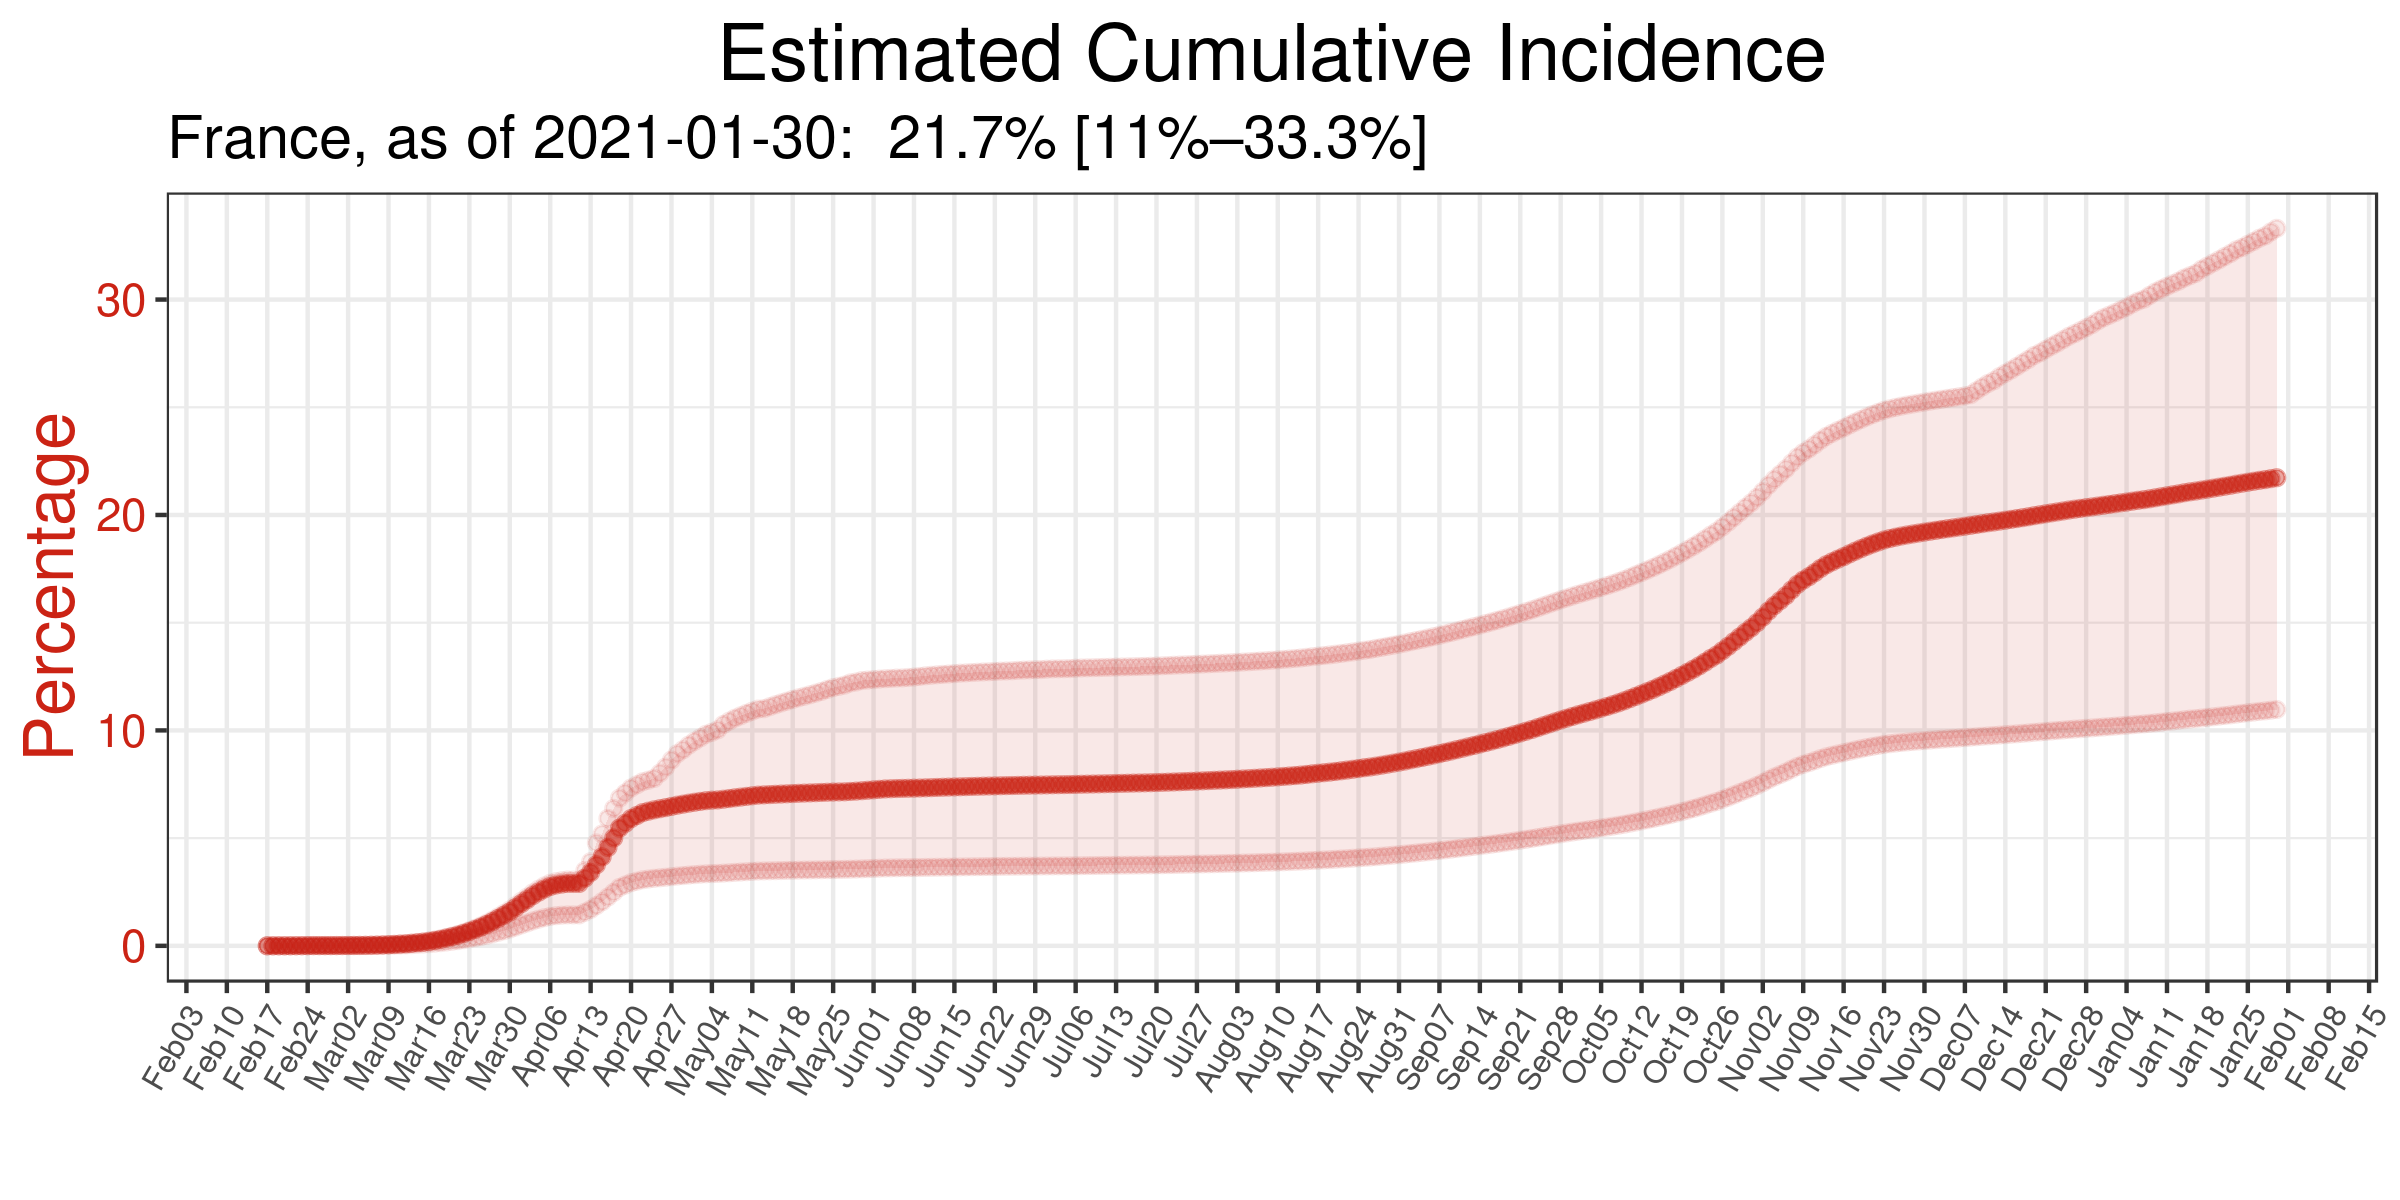 Estimated Cumulative Incidence
France, as of 2021-01-30:  21.7% [11%–33.3%]
Percentage
30
20
10
0
Feb03
Feb10
Feb17
Feb24
Mar02
Mar09
Mar16
Mar23
Mar30
Apr06
Apr13
Apr20
Apr27
May04
May11
May18
May25
Jun01
Jun08
Jun15
Jun22
Jun29
Jul06
Jul13
Jul20
Jul27
Aug03
Aug10
Aug17
Aug24
Aug31
Sep07
Sep14
Sep21
Sep28
Oct05
Oct12
Oct19
Oct26
Nov02
Nov09
Nov16
Nov23
Nov30
Dec07
Dec14
Dec21
Dec28
Jan04
Jan11
Jan18
Jan25
Feb01
Feb08
Feb15